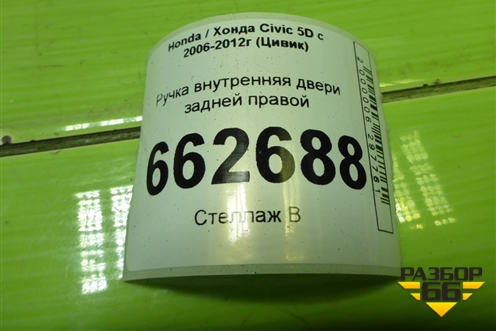 Honda / Хонда Civic 5D с
2006-2012г (Цивик)
Ручка внутренняя двери
задней правой
662688
Стеллаж В
РАЗБОР
66